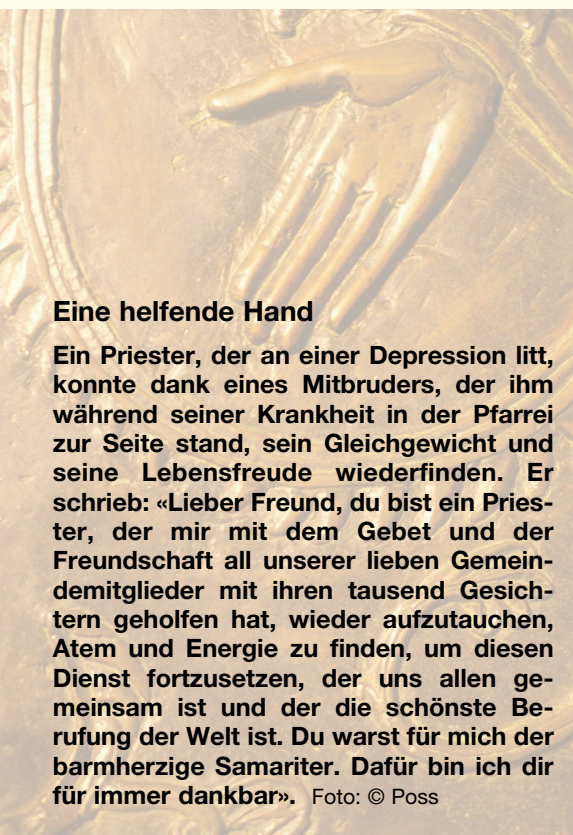 Eine helfende Hand
Ein Priester, der an einer Depression litt,
konnte dank eines Mitbruders, der ihm
während seiner Krankheit in der Pfarrei
zur Seite stand, sein Gleichgewicht und
seine Lebensfreude wiederfinden. Er
schrieb: «Lieber Freund, du bist ein Pries-
ter, der mir mit dem Gebet und der
Freundschaft all unserer lieben Gemein-
demitglieder mit ihren tausend Gesich-
tern geholfen hat, wieder aufzutauchen,
Atem und Energie zu finden, um diesen
Dienst fortzusetzen, der uns allen ge-
meinsam ist und der die schönste Be-
rufung der Welt ist. Du warst für mich der
barmherzige Samariter. Dafür bin ich dir
für immer dankbar». Foto: © Poss